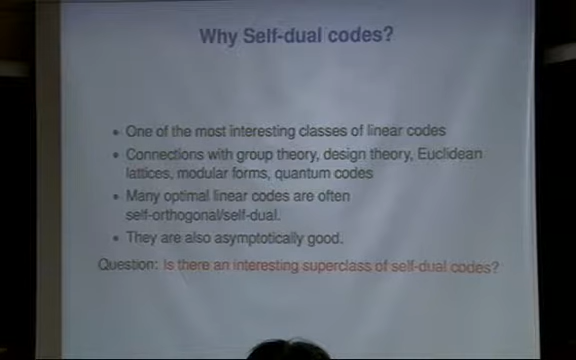 Why Self-dual codes?
• One of the most interesting classes of linear codes
• Connections with group theory, design theory, Euclidean
lattices, modular forms, quantum codes
• Many optimal linear codes are often
self-orthogonal/self-dual.
• They are also asymptotically good.
Question: Is there an interesting superclass of self-dual codes?